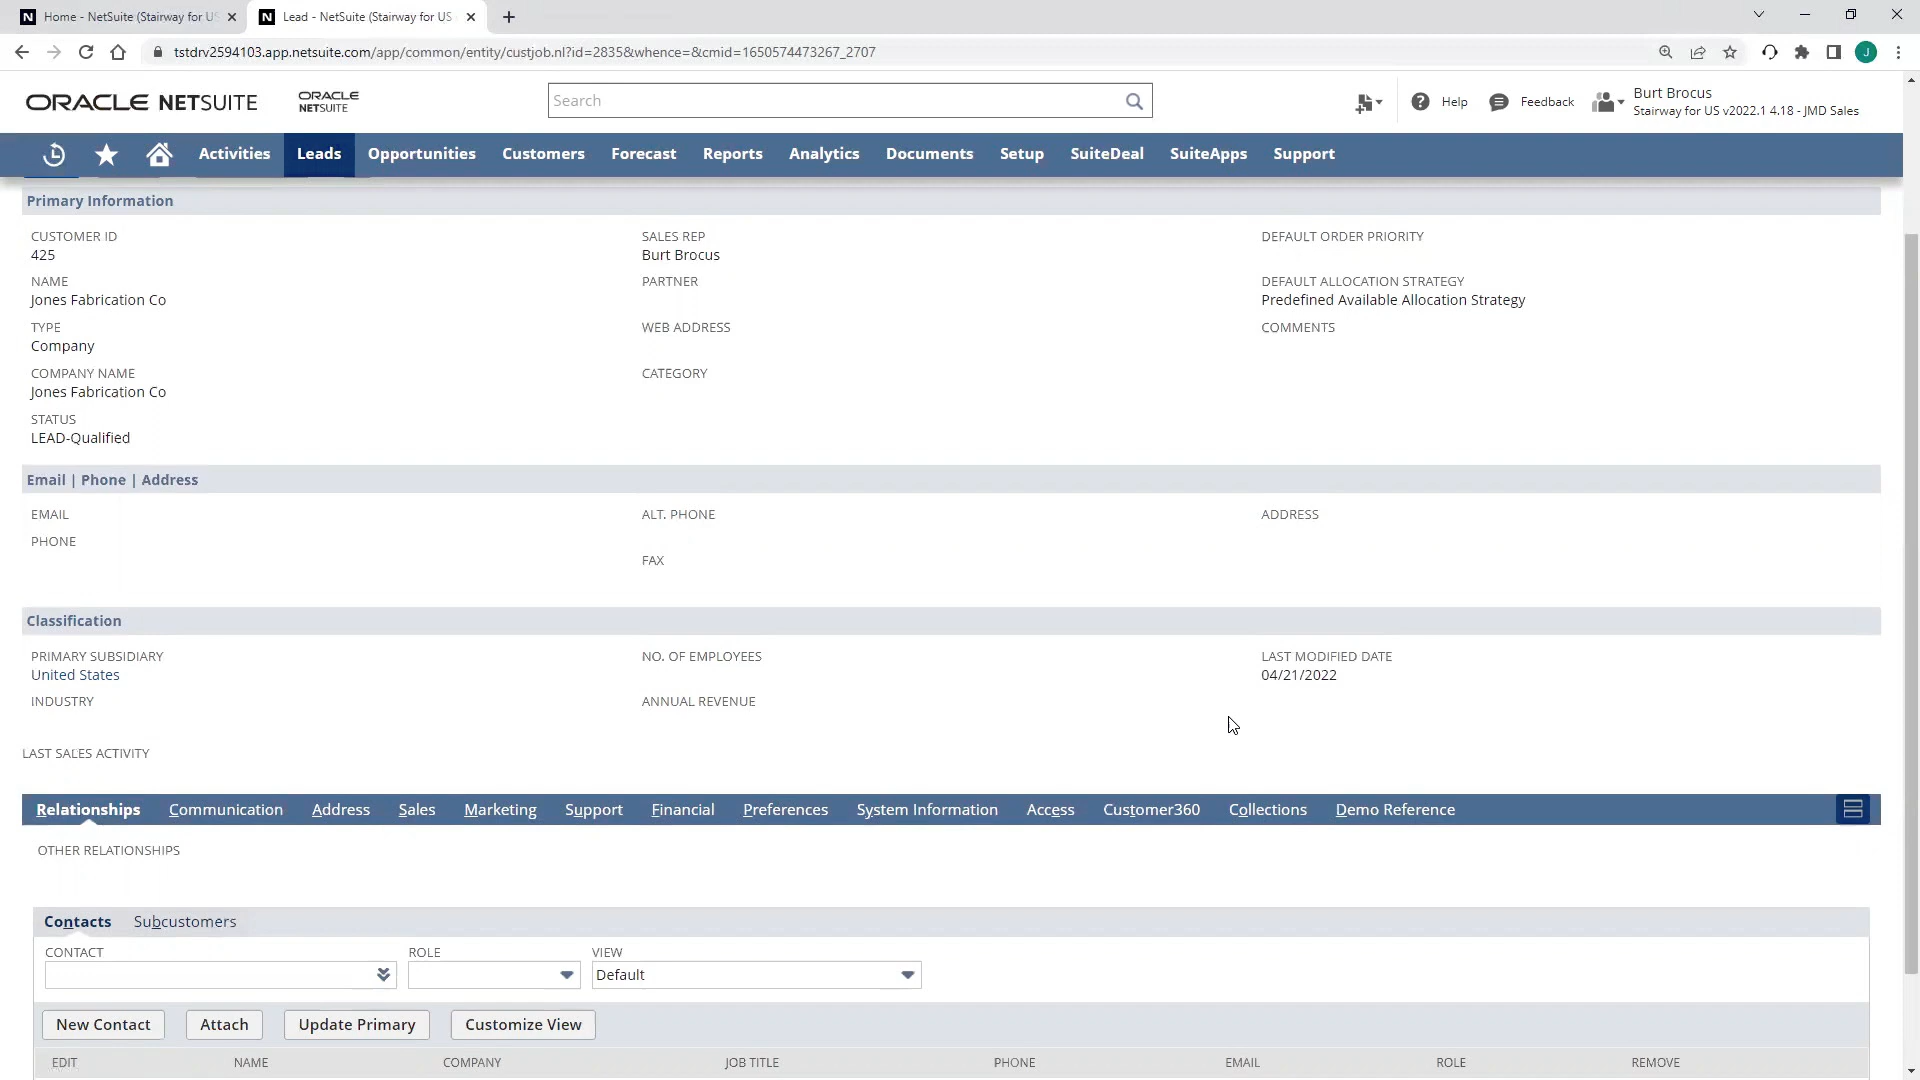 Home - NetSuite (Stairway for US
Lead - NetSuite (Stairway for US
tstdrv2594103.app.netsuite.com/app/common/entity/custjob.nl?id=2835&whence=&cmid=1650574473267_2707
J
ORACLE NETSUITE
ORACLE
NETSUITE
Search
Help
Feedback
Burt Brocus
Stairway for US v2022.1 4.18 - JMD Sales
Activities Leads Opportunities Customers Forecast Reports Analytics Documents Setup SuiteDeal SuiteApps Support
Primary Information
CUSTOMER ID
425
NAME
Jones Fabrication Co
TYPE
Company
COMPANY NAME
Jones Fabrication Co
STATUS
LEAD-Qualified
SALES REP
Burt Brocus
PARTNER
WEB ADDRESS
CATEGORY
DEFAULT ORDER PRIORITY
DEFAULT ALLOCATION STRATEGY
Predefined Available Allocation Strategy
COMMENTS
Email | Phone | Address
EMAIL
PHONE
ALT. PHONE
FAX
ADDRESS
Classification
PRIMARY SUBSIDIARY
United States
INDUSTRY
NO. OF EMPLOYEES
ANNUAL REVENUE
LAST MODIFIED DATE
04/21/2022
LAST SALES ACTIVITY
Relationships Communication Address Sales Marketing Support Financial Preferences System Information Access Customer360 Collections Demo Reference
OTHER RELATIONSHIPS
Contacts Subcustomers
CONTACT ROLE VIEW
Default
New Contact Attach Update Primary Customize View
EDIT NAME COMPANY JOB TITLE PHONE EMAIL ROLE REMOVE